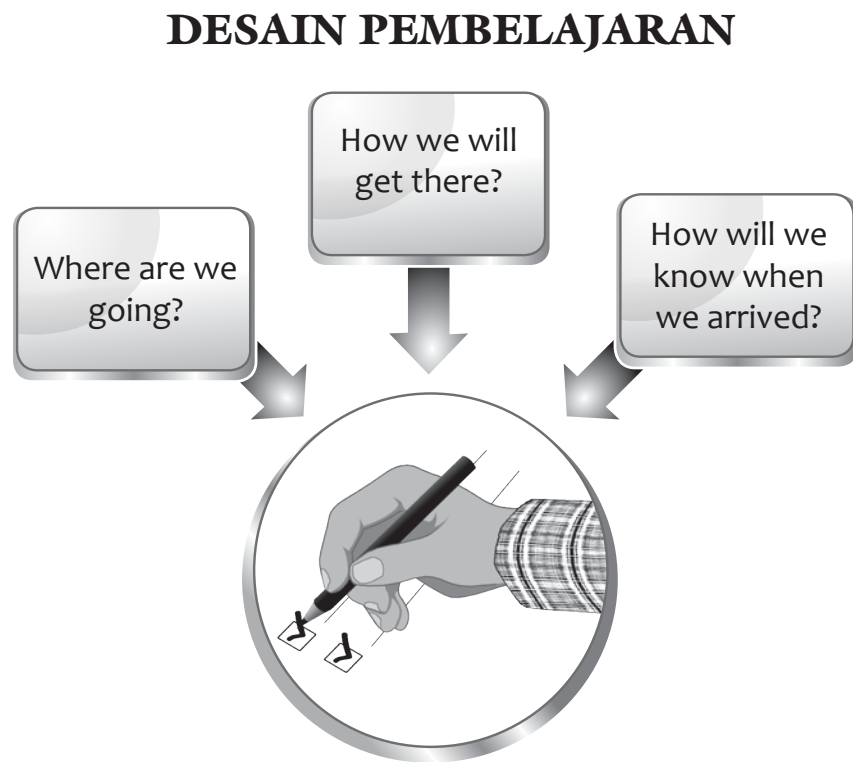 DESAIN PEMBELAJARAN
Where are we
going?
How we will
get there?
How will we
know when
we arrived?